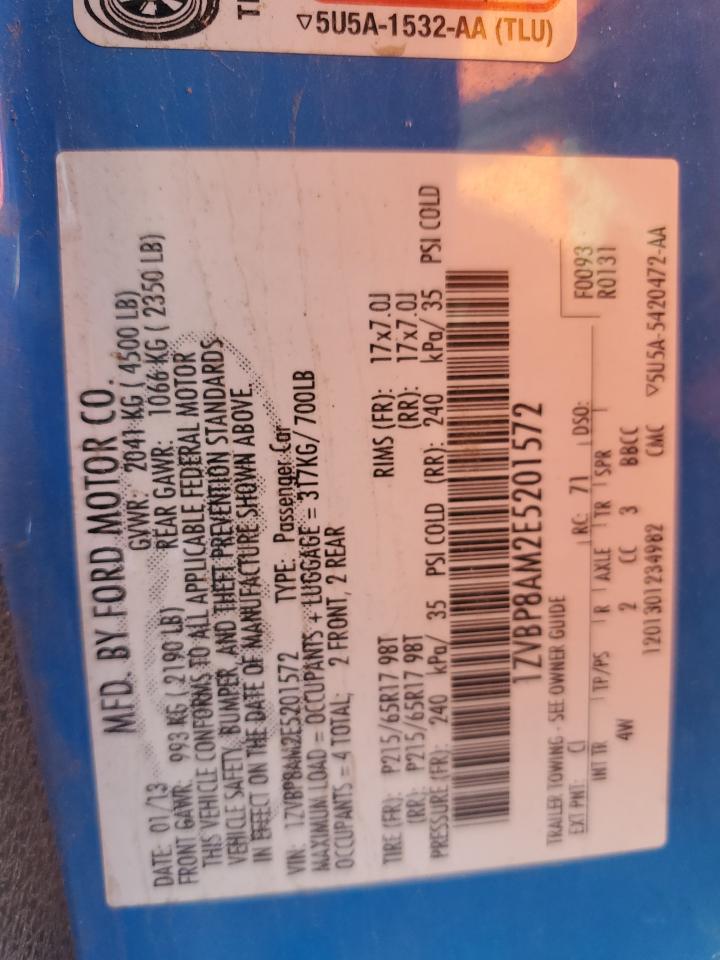 ▽5U5A-1532-AA (TLU)
MFD. BY FORD MOTOR CO.
DATE: 01/13 GVWR: 2041 KG ( 4500 LB)
FRONT GAWR: 993 KG ( 2190 LB) REAR GAWR: 1066 KG ( 2350 LB)
THIS VEHICLE CONFORMS TO ALL APPLICABLE FEDERAL MOTOR
VEHICLE SAFETY, BUMPER, AND THEFT PREVENTION STANDARDS
IN EFFECT ON THE DATE OF MANUFACTURE SHOWN ABOVE.
VIN: 1ZVBP8AM2E5201572 TYPE: Passenger Car
MAXIMUM LOAD = OCCUPANTS + LUGGAGE = 317KG/ 700LB
OCCUPANTS = 4 TOTAL; 2 FRONT, 2 REAR
TIRE (FR): P215/65R17 98T RIMS (FR): 17x7.0J
(RR): P215/65R17 98T (RR): 17x7.0J
PRESSURE (FR): 240 kPa/ 35 PSI COLD (RR): 240 kPa/ 35 PSI COLD
1ZVBP8AM2E5201572
TRAILER TOWING - SEE OWNER GUIDE
EXT PNT: CI RC: 71 DSO: F0093
R0131
INT TR TP/PS R AXLE TR SPR
4W 2 CC 3 BBCC
1201301234982 CMC ▽5U5A-5420472-AA